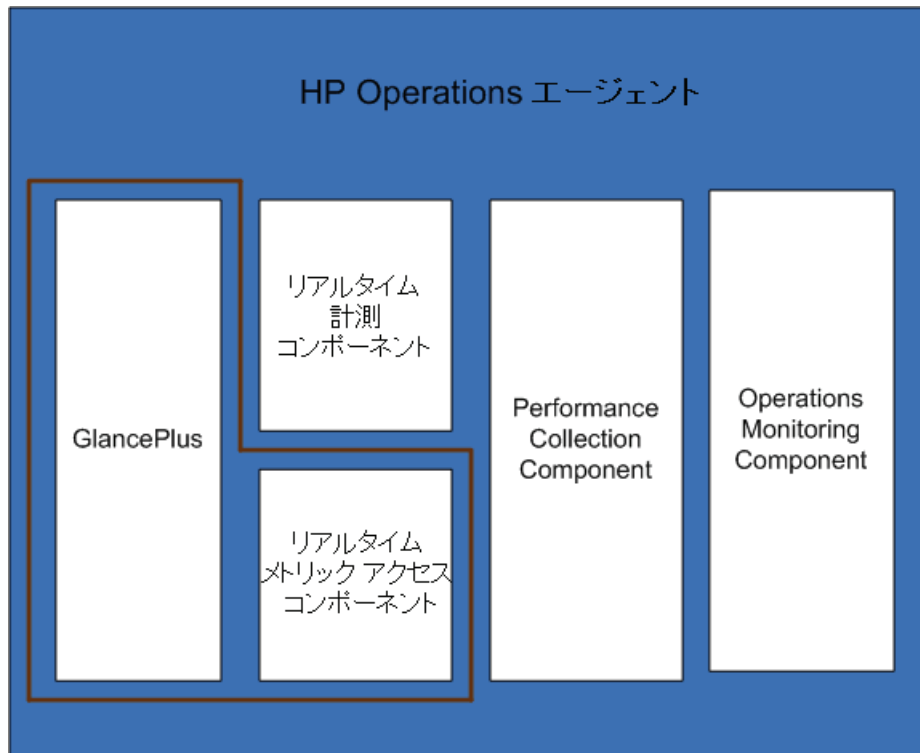 HP Operations エージェント
GlancePlus
リアルタイム
計測
コンポーネント
リアルタイム
メトリック アクセス
コンポーネント
Performance
Collection
Component
Operations
Monitoring
Component